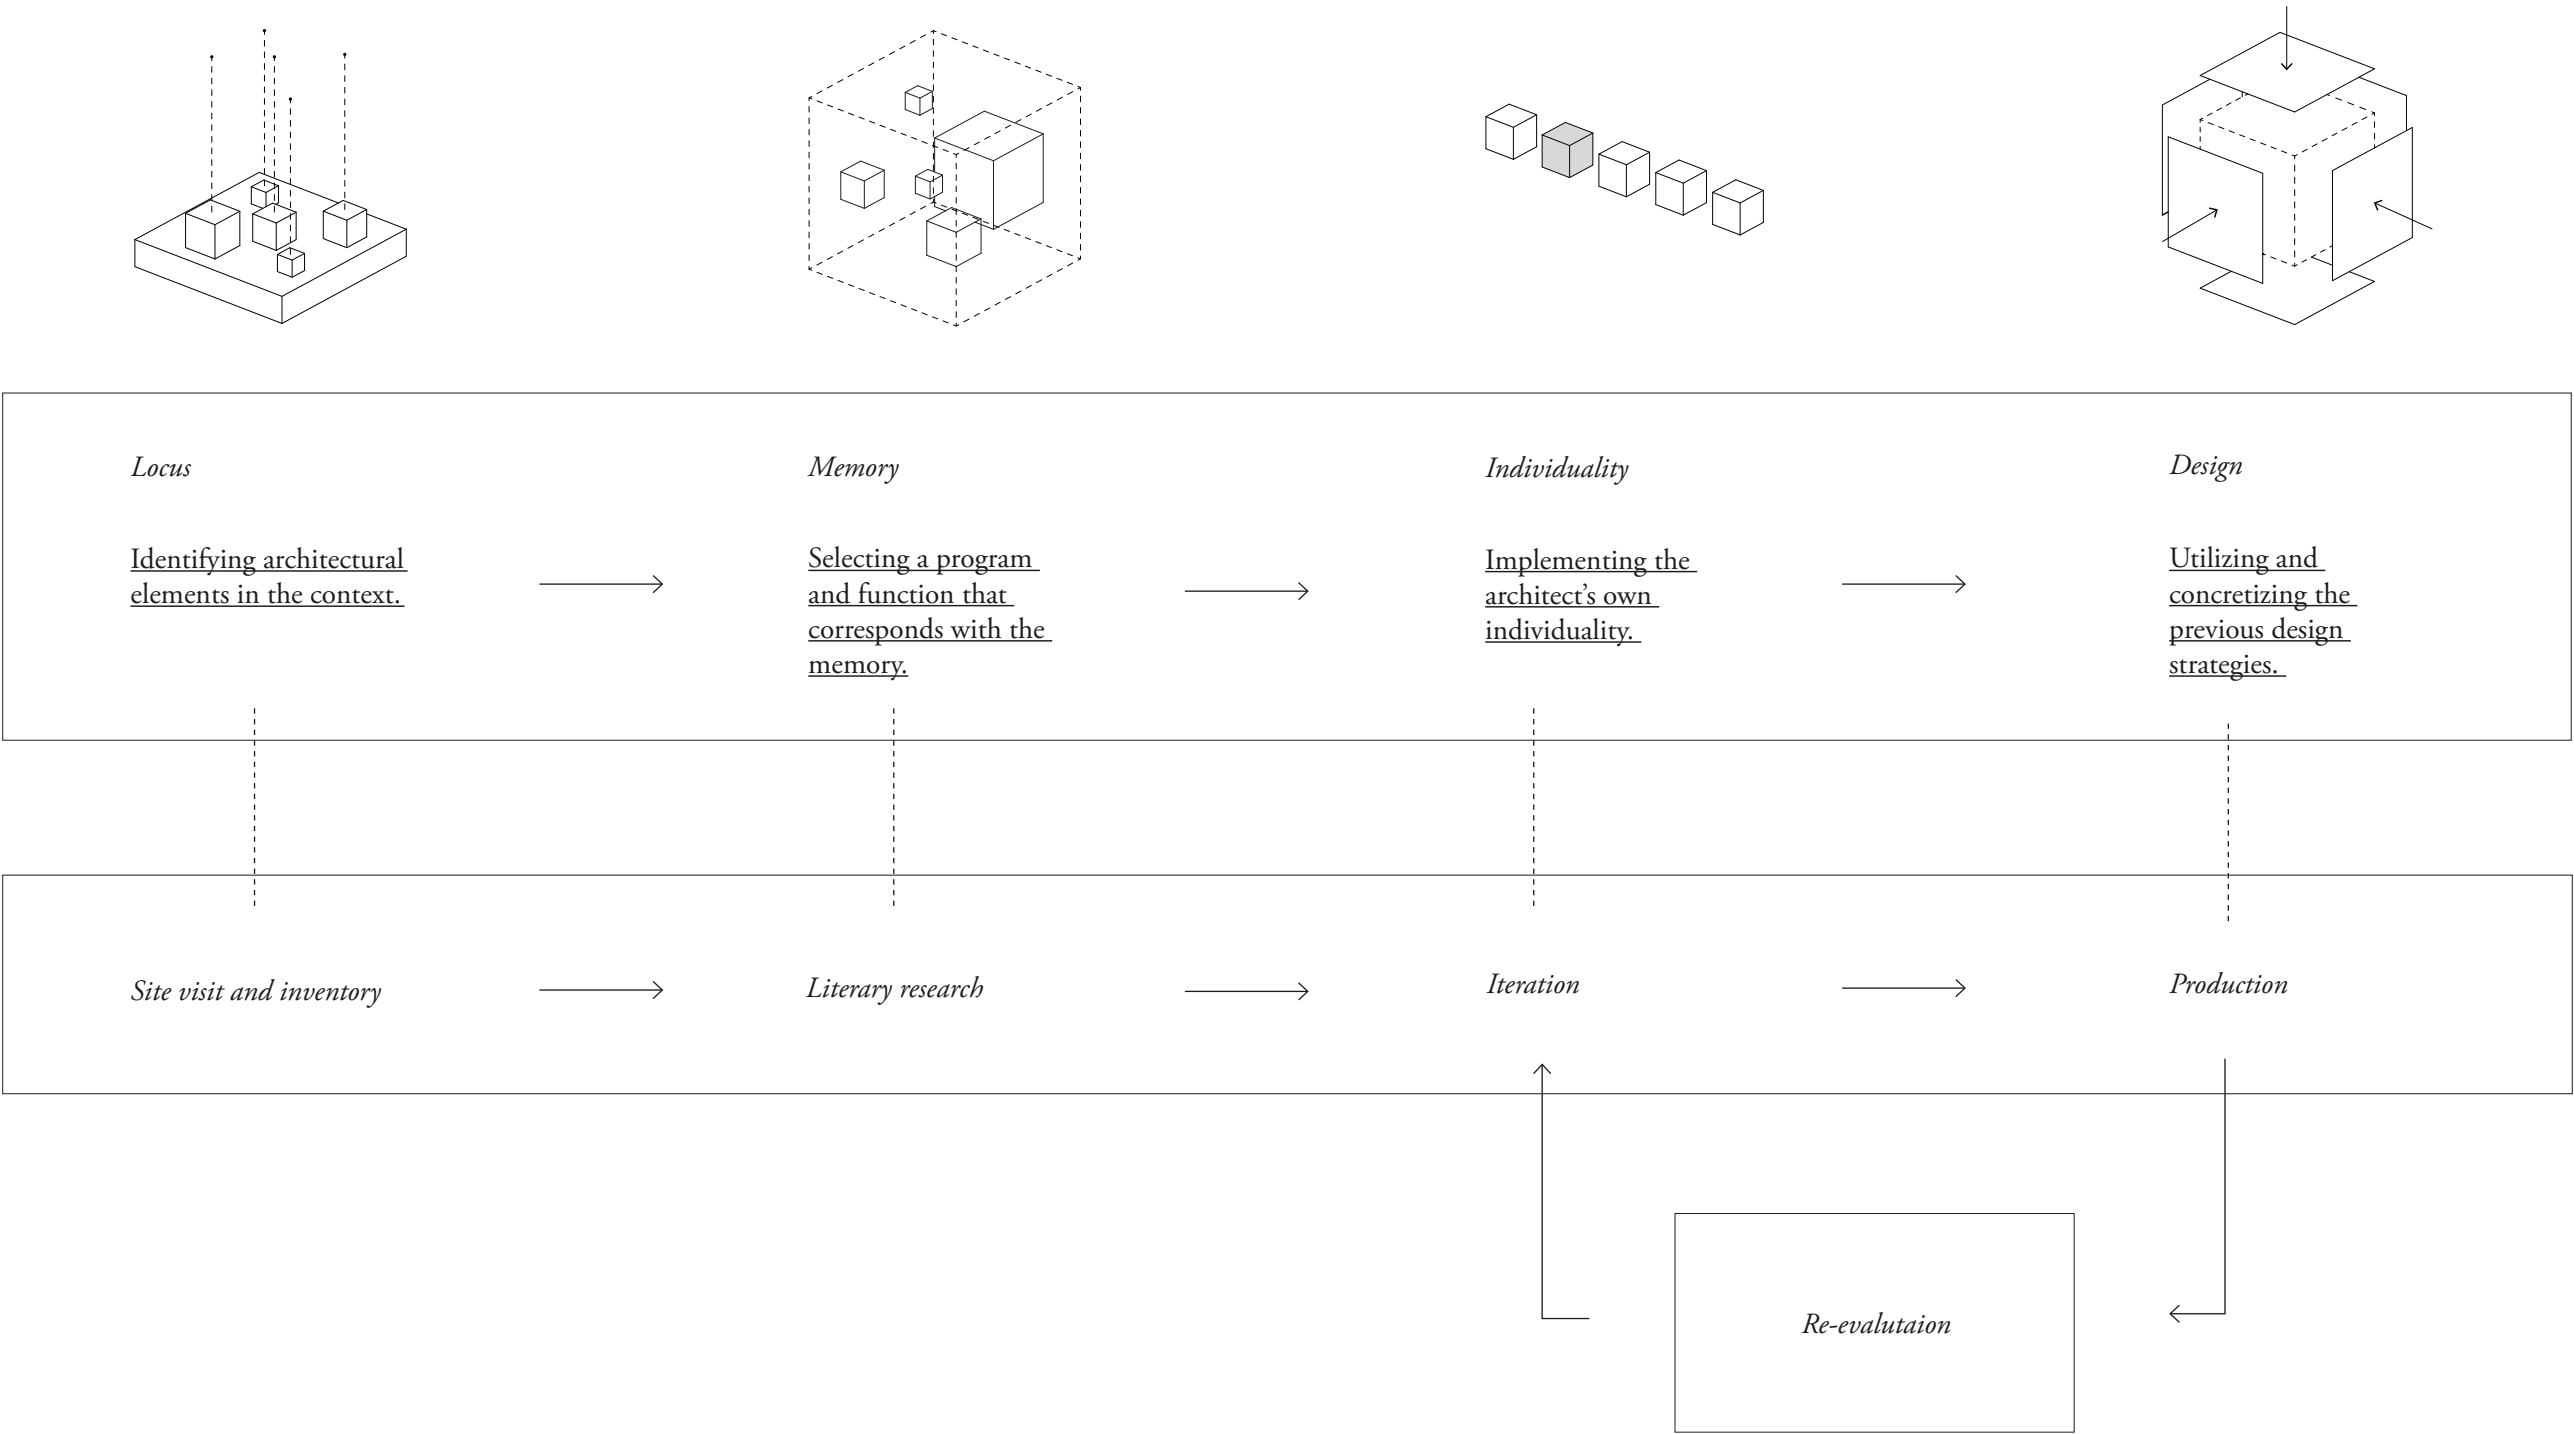 Locus
Memory
Individuality
Design
Identifying architectural
elements in the context.
Selecting a program
and function that
corresponds with the
memory.
Implementing the
architect’s own
individuality.
Utilizing and
concretizing the
previous design
strategies.
Site visit and inventory
Literary research
Iteration
Production
Re-evalutaion